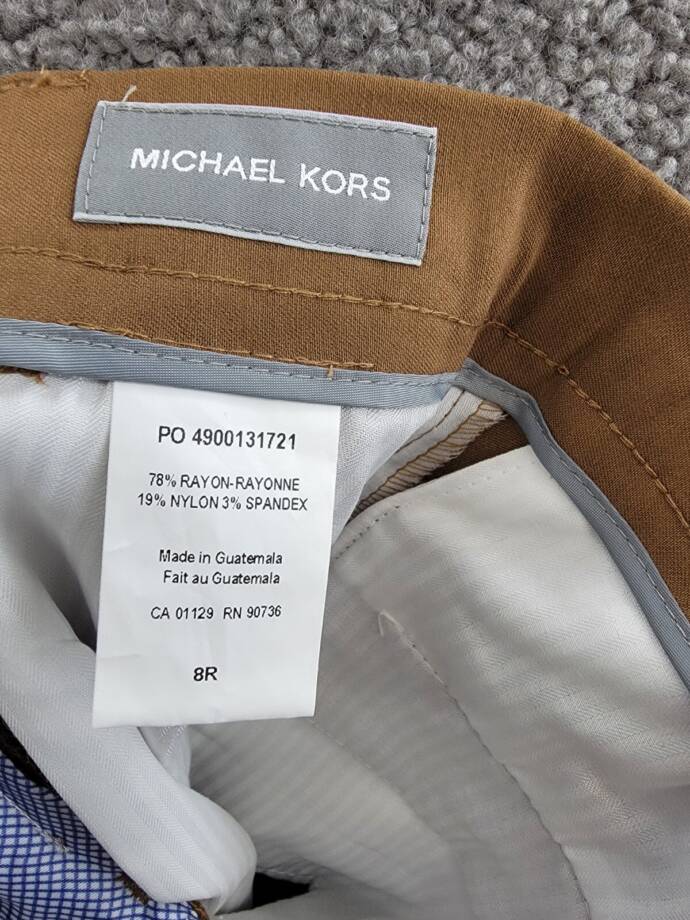 MICHAEL KORS
PO 4900131721
78% RAYON-RAYONNE
19% NYLON 3% SPANDEX
Made in Guatemala
Fait au Guatemala
CA 01129 RN 90736
8R